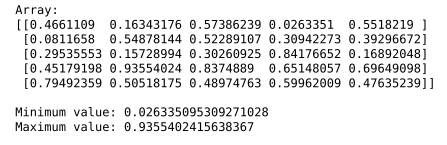 Array:
[[0.4661109  0.16343176 0.57386239 0.0263351  0.5518219 ]
 [0.0811658  0.54878144 0.52289107 0.30942273 0.39296672]
 [0.29535553 0.15728994 0.30260925 0.84176652 0.16892048]
 [0.45179198 0.93554024 0.8374889  0.65148057 0.69649098]
 [0.79492359 0.50518175 0.48974763 0.59962009 0.47635239]]
Minimum value: 0.026335095309271028
Maximum value: 0.9355402415638367